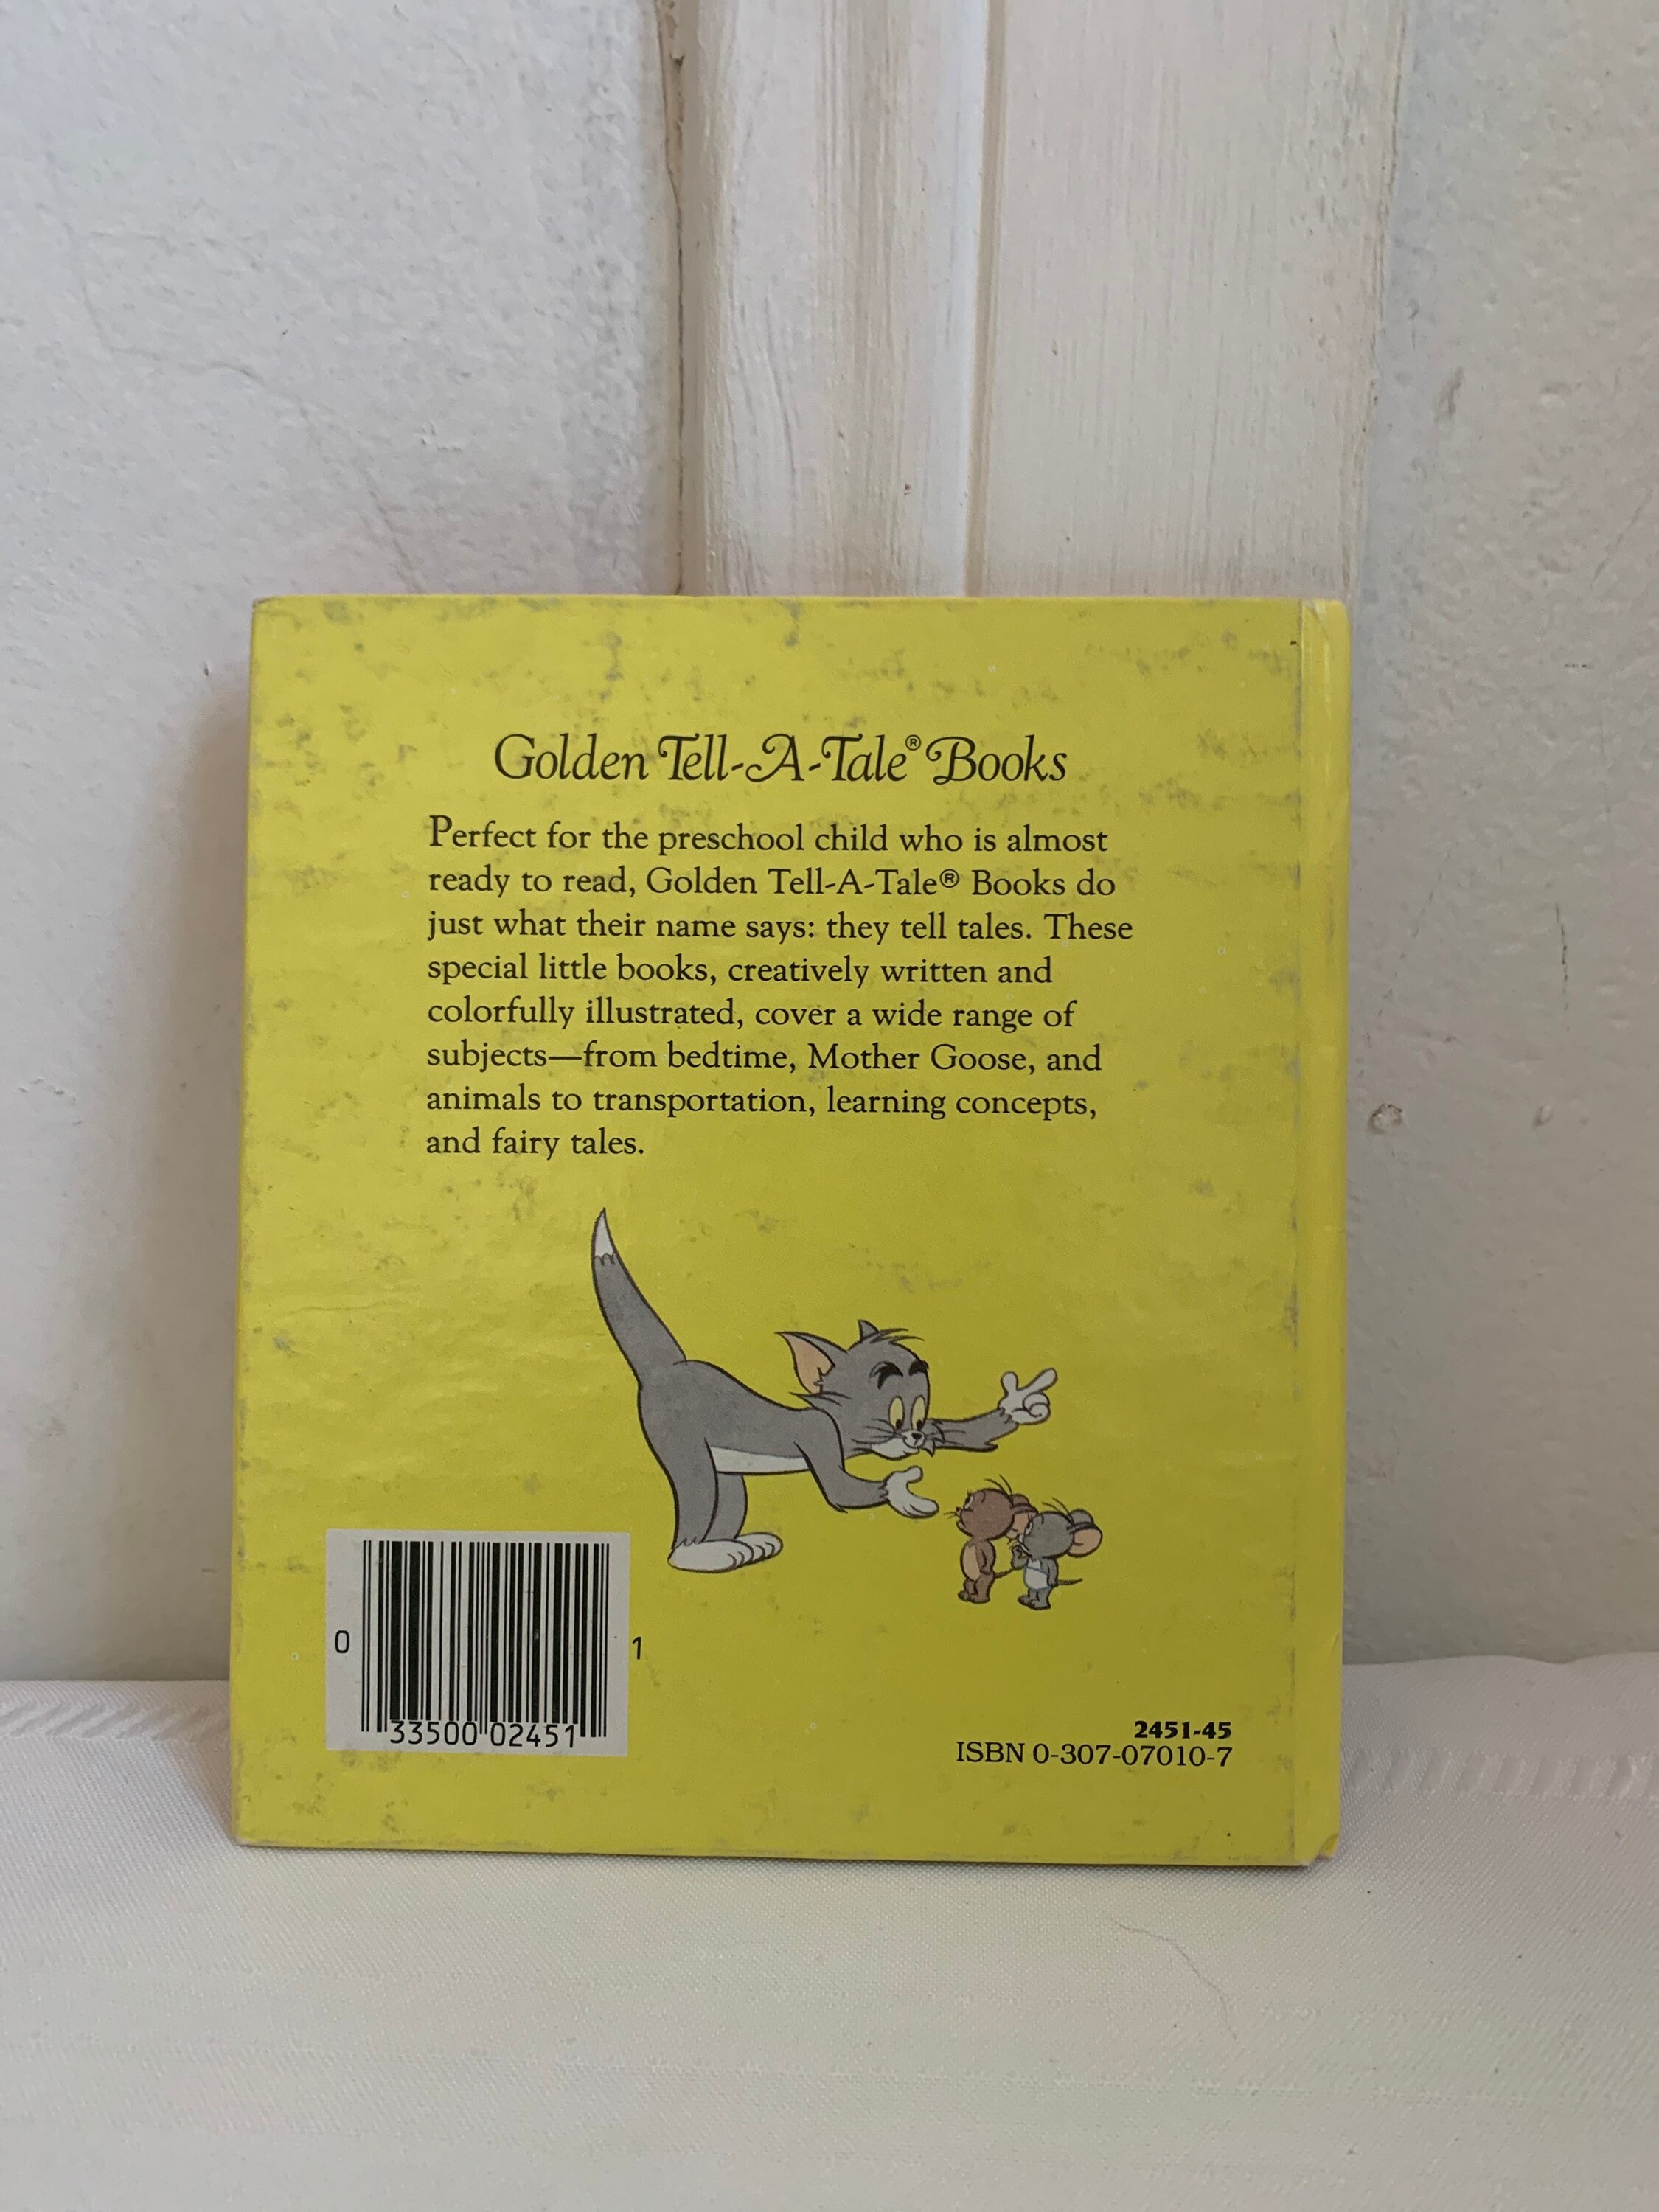 Golden Tell-A-Tale® Books
Perfect for the preschool child who is almost
ready to read, Golden Tell-A-Tale® Books do
just what their name says: they tell tales. These
special little books, creatively written and
colorfully illustrated, cover a wide range of
subjects—from bedtime, Mother Goose, and
animals to transportation, learning concepts,
and fairy tales.
0 33500 02451 1
2451-45
ISBN 0-307-07010-7